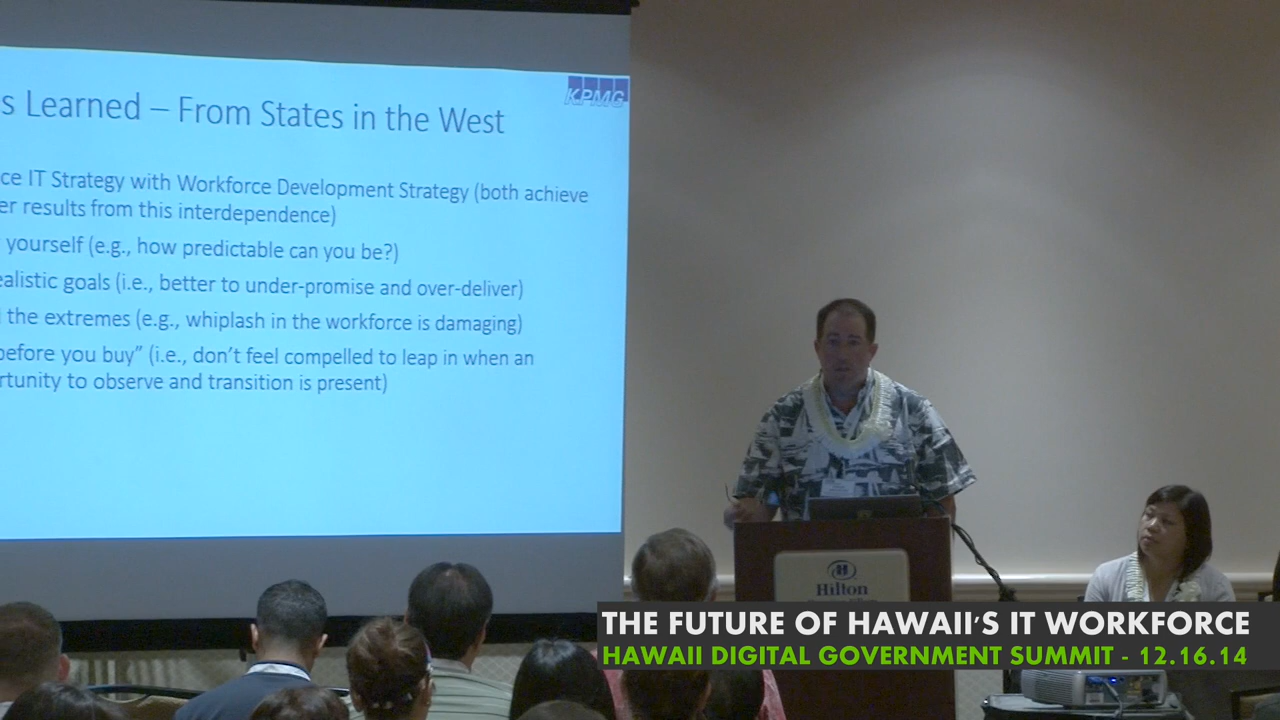 KPMG
s Learned – From States in the West
ce IT Strategy with Workforce Development Strategy (both achieve
er results from this interdependence)
yourself (e.g., how predictable can you be?)
ealistic goals (i.e., better to under-promise and over-deliver)
the extremes (e.g., whiplash in the workforce is damaging)
before you buy” (i.e., don’t feel compelled to leap in when an
rtunity to observe and transition is present)
Hilton
THE FUTURE OF HAWAII'S IT WORKFORCE
HAWAII DIGITAL GOVERNMENT SUMMIT - 12.16.14